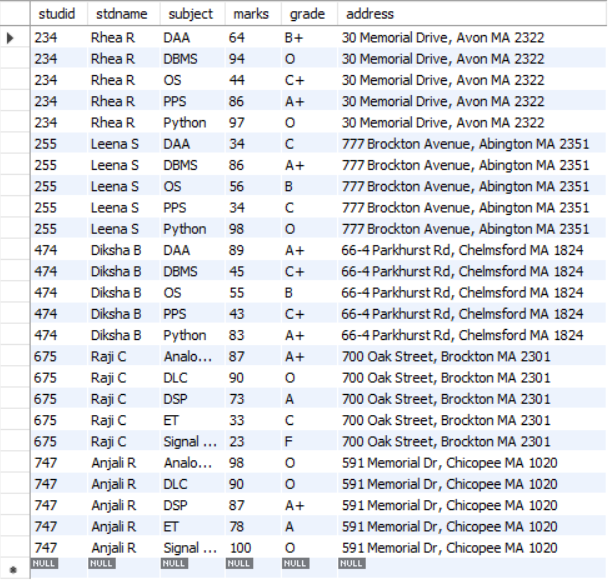 studid stdname subject marks grade address
234 Rhea R DAA 64 B+ 30 Memorial Drive, Avon MA 2322
234 Rhea R DBMS 94 O 30 Memorial Drive, Avon MA 2322
234 Rhea R OS 44 C+ 30 Memorial Drive, Avon MA 2322
234 Rhea R PPS 86 A+ 30 Memorial Drive, Avon MA 2322
234 Rhea R Python 97 O 30 Memorial Drive, Avon MA 2322
255 Leena S DAA 34 C 777 Brockton Avenue, Abington MA 2351
255 Leena S DBMS 86 A+ 777 Brockton Avenue, Abington MA 2351
255 Leena S OS 56 B 777 Brockton Avenue, Abington MA 2351
255 Leena S PPS 34 C 777 Brockton Avenue, Abington MA 2351
255 Leena S Python 98 O 777 Brockton Avenue, Abington MA 2351
474 Diksha B DAA 89 A+ 66-4 Parkhurst Rd, Chelmsford MA 1824
474 Diksha B DBMS 45 C+ 66-4 Parkhurst Rd, Chelmsford MA 1824
474 Diksha B OS 55 B 66-4 Parkhurst Rd, Chelmsford MA 1824
474 Diksha B PPS 43 C+ 66-4 Parkhurst Rd, Chelmsford MA 1824
474 Diksha B Python 83 A+ 66-4 Parkhurst Rd, Chelmsford MA 1824
675 Raji C Analo... 87 A+ 700 Oak Street, Brockton MA 2301
675 Raji C DLC 90 O 700 Oak Street, Brockton MA 2301
675 Raji C DSP 73 A 700 Oak Street, Brockton MA 2301
675 Raji C ET 33 C 700 Oak Street, Brockton MA 2301
675 Raji C Signal ... 23 F 700 Oak Street, Brockton MA 2301
747 Anjali R Analo... 98 O 591 Memorial Dr, Chicopee MA 1020
747 Anjali R DLC 90 O 591 Memorial Dr, Chicopee MA 1020
747 Anjali R DSP 87 A+ 591 Memorial Dr, Chicopee MA 1020
747 Anjali R ET 78 A 591 Memorial Dr, Chicopee MA 1020
747 Anjali R Signal ... 100 O 591 Memorial Dr, Chicopee MA 1020
NULL NULL NULL NULL NULL NULL